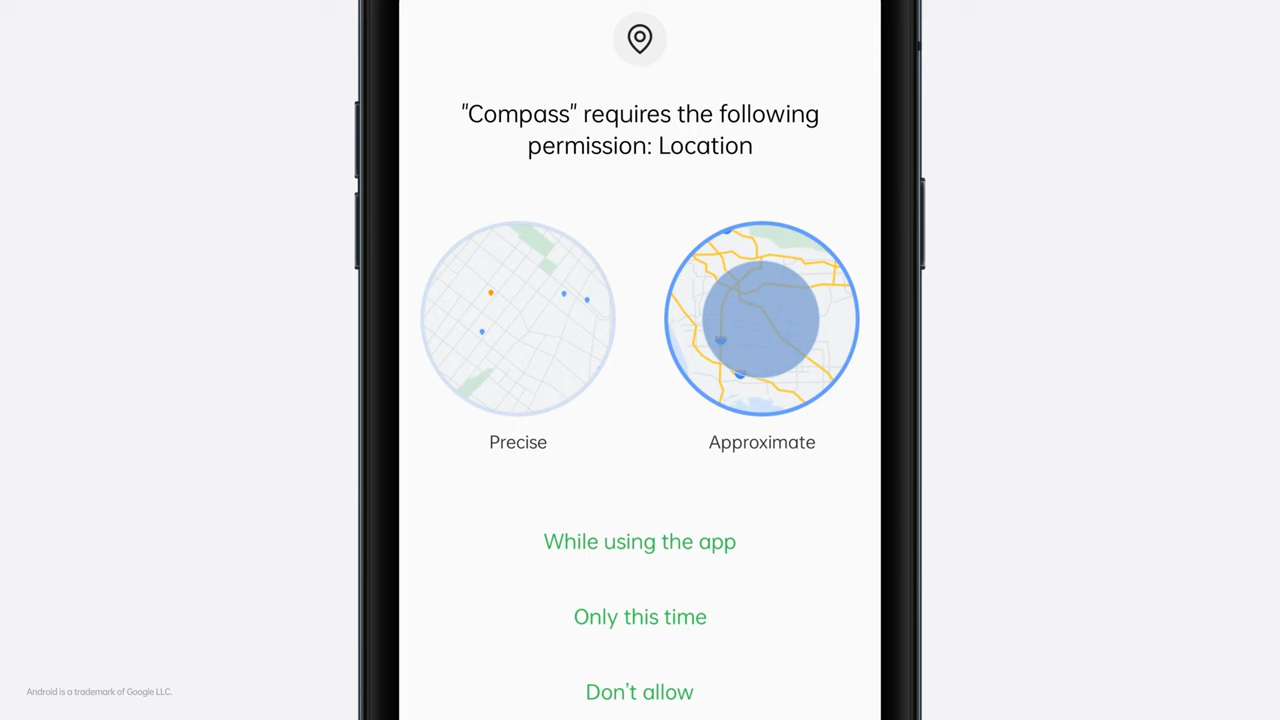 "Compass" requires the following
permission: Location
Precise
Approximate
While using the app
Only this time
Don't allow
Android is a trademark of Google LLC.